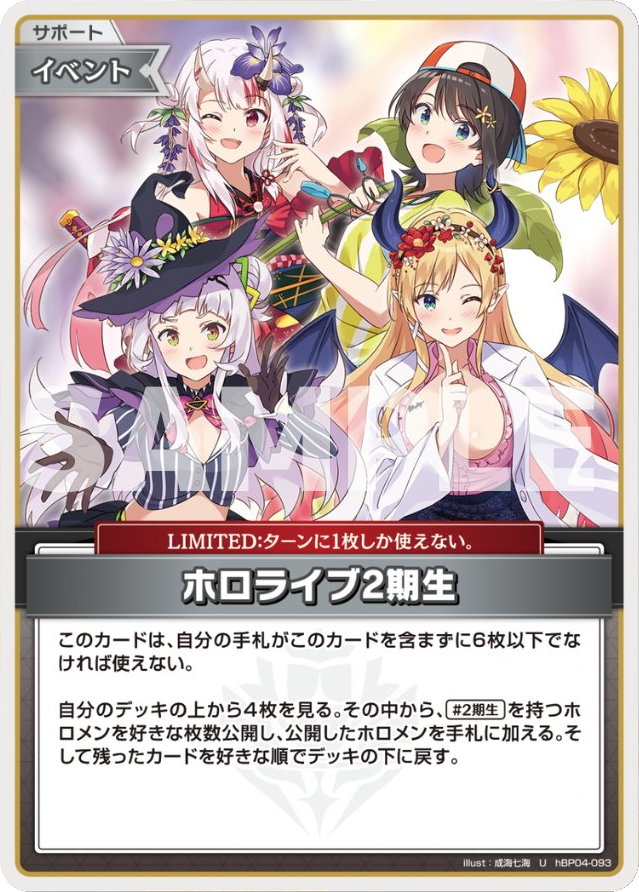 サポート
イベント
SAMPLE
LIMITED:ターンに1枚しか使えない。
ホロライブ2期生
このカードは、自分の手札がこのカードを含まずに6枚以下でな
ければ使えない。
自分のデッキの上から4枚を見る。その中から、#2期生を持つホ
ロメンを好きな枚数公開し、公開したホロメンを手札に加える。そ
して残ったカードを好きな順でデッキの下に戻す。
illust:成海七海 U hBP04-093